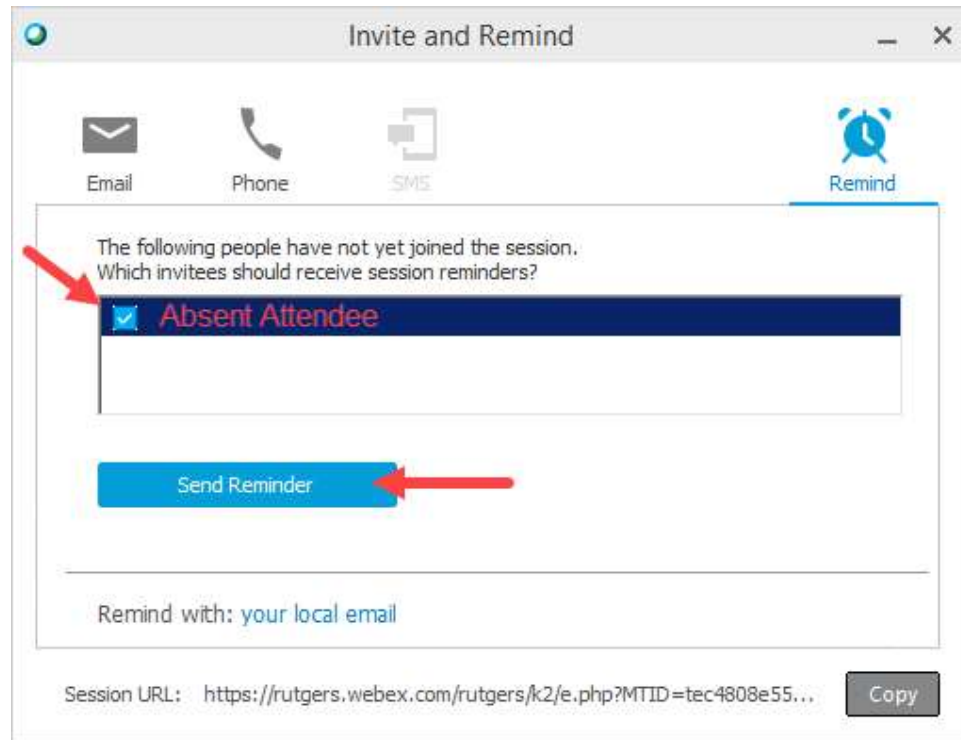 Invite and Remind
Email Phone SMS Remind
The following people have not yet joined the session.
Which invitees should receive session reminders?
Absent Attendee
Send Reminder
Remind with: your local email
Session URL: https://rutgers.webex.com/rutgers/k2/e.php?MTID=tec4808e55... Copy